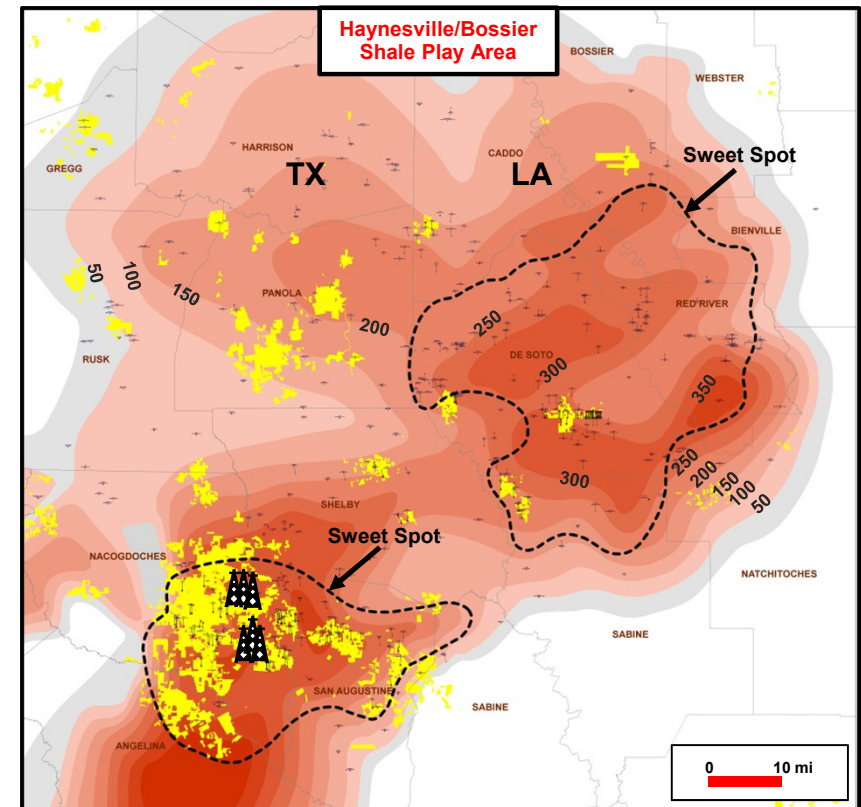 Haynesville/Bossier
Shale Play Area
BOSSIER
WEBSTER
HARRISON
CADDO
Sweet Spot
GREGG
TX
LA
BIENVILLE
50
100
150
PANOLA
200
250
RED RIVER
RUSK
DE SOTO
300
350
300
250
200
150
100
50
SHELBY
Sweet Spot
NACOGDOCHES
NATCHITOCHES
SABINE
SAN AUGUSTINE
SABINE
ANGELINA
0 10 mi